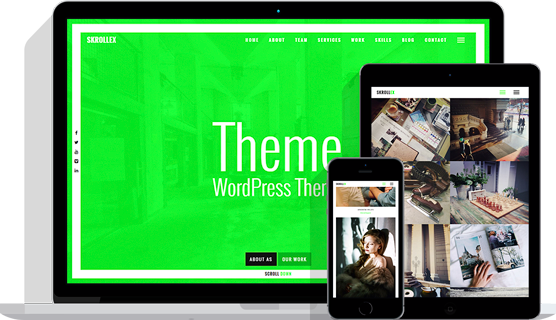 SKROLLEX
HOME ABOUT TEAM SERVICES WORK SKILLS BLOG CONTACT
Theme
WordPress Ther
ABOUT AS OUR WORK
SCROLL DOWN
SKROLLEX